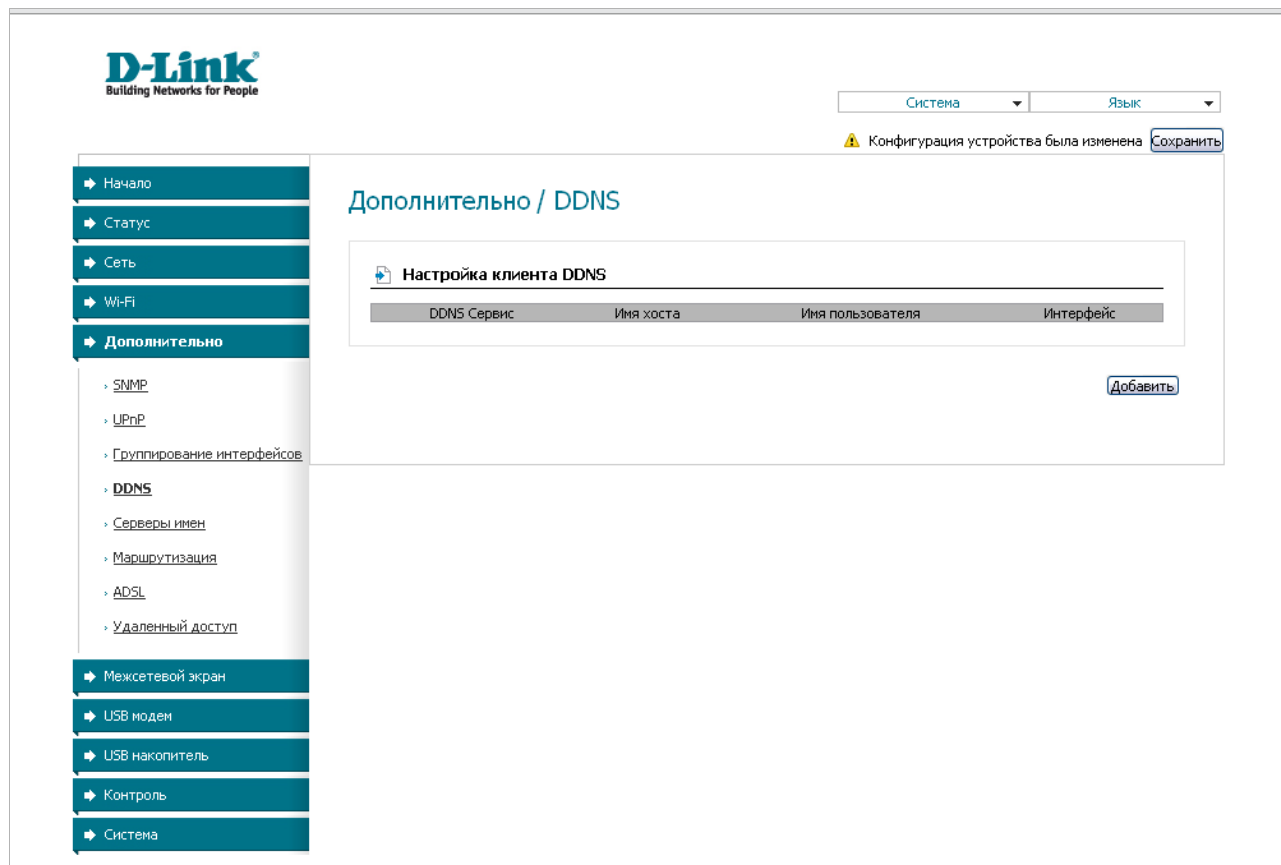 D-Link
Building Networks for People
Система Язык
Конфигурация устройства была изменена Сохранить
Начало
Статус
Сеть
Wi-Fi
Дополнительно
SNMP
UPnP
Группирование интерфейсов
DDNS
Серверы имен
Маршрутизация
ADSL
Удаленный доступ
Межсетевой экран
USB модем
USB накопитель
Контроль
Система
Дополнительно / DDNS
Настройка клиента DDNS
DDNS Сервис Имя хоста Имя пользователя Интерфейс
Добавить